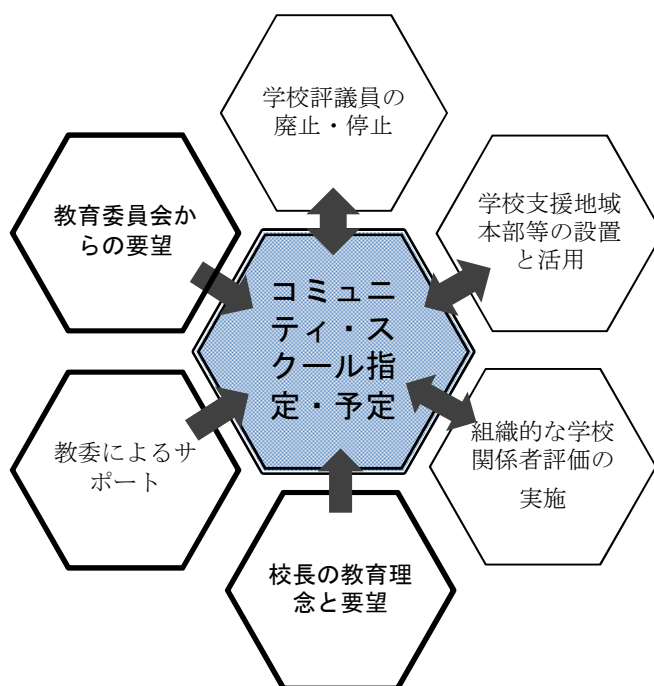 学校評議員の
廃止・停止
教育委員会か
らの要望
学校支援地域
本部等の設置
と活用
コミュニ
ティ・ス
クール指
定・予定
教委によるサ
ポート
組織的な学校
関係者評価の
実施
校長の教育理
念と要望